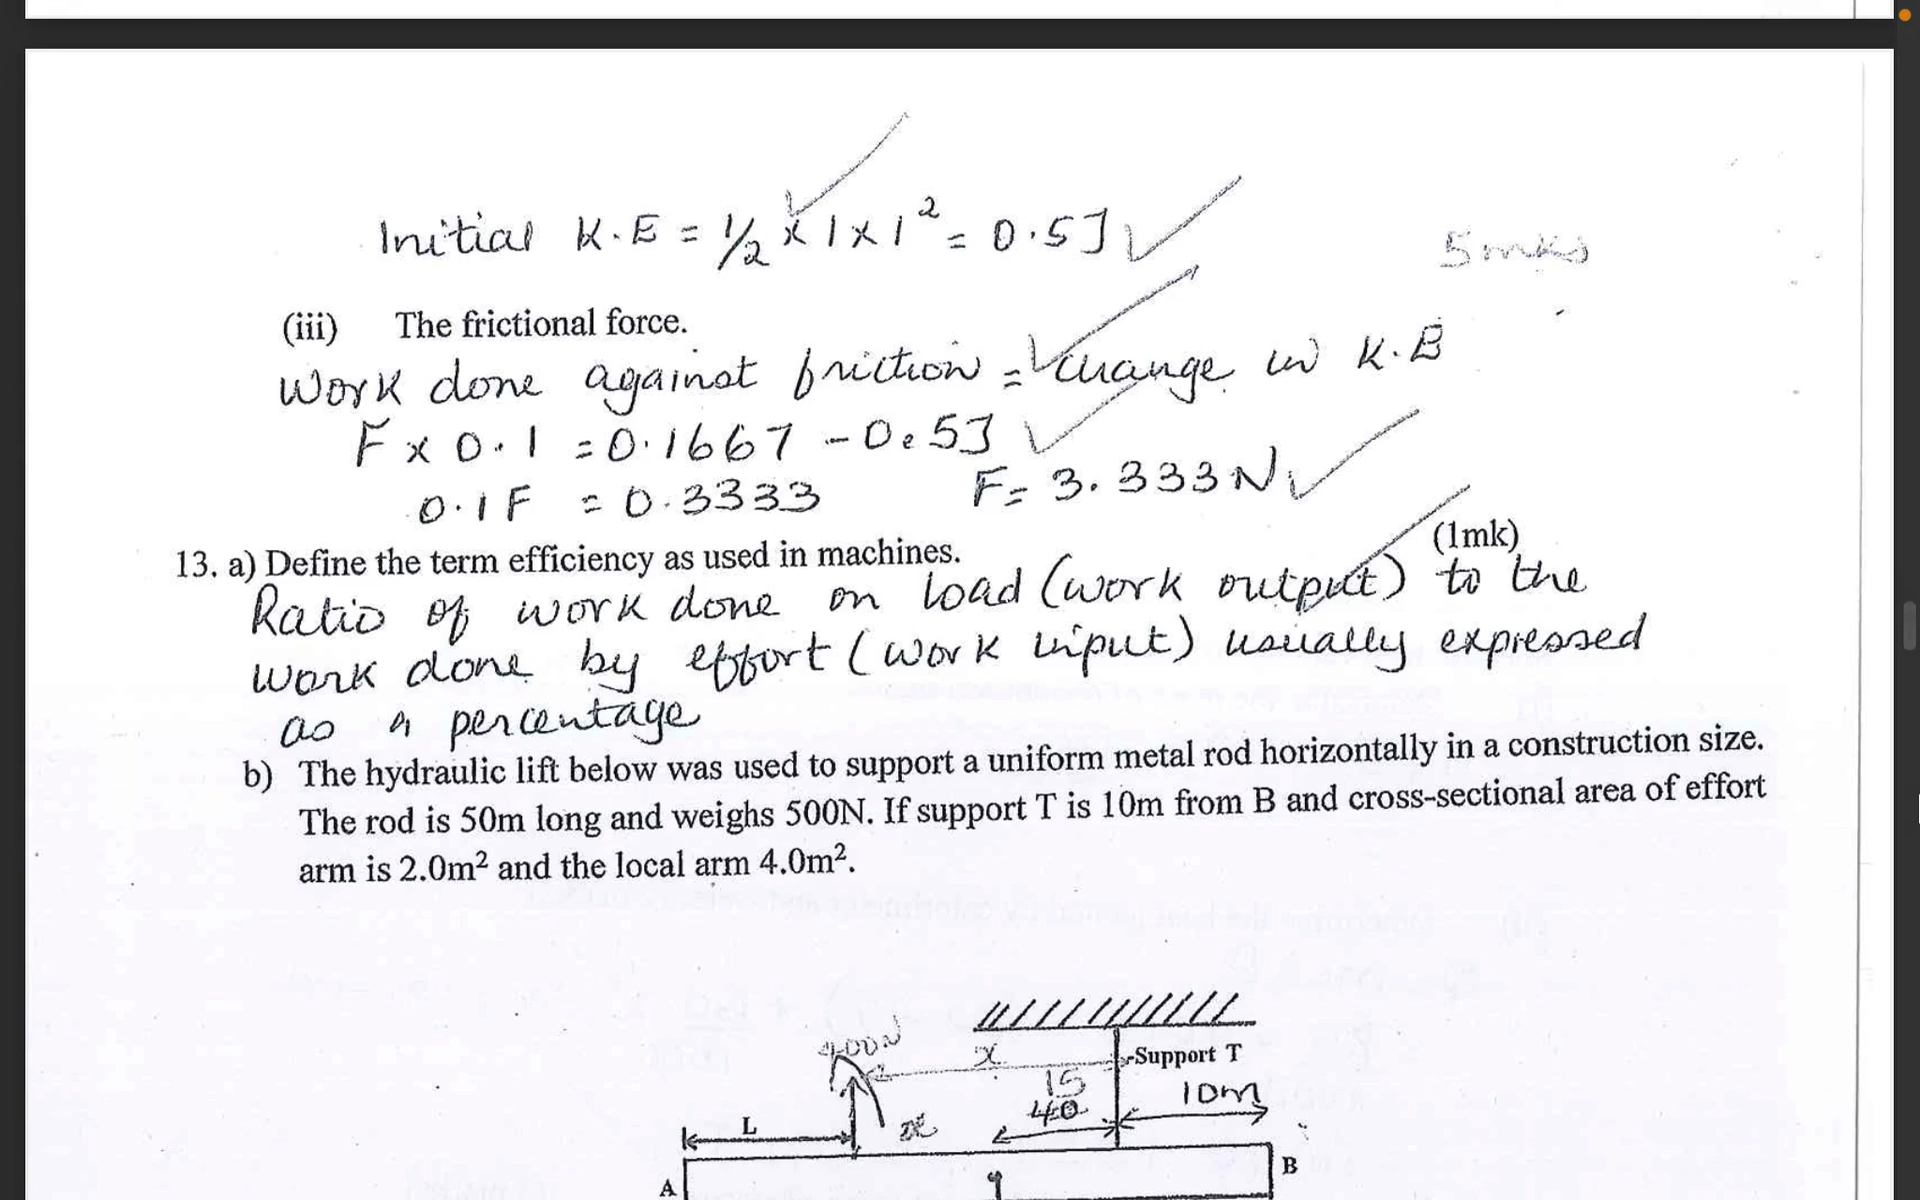 Initial K.E = 1/2 x 1 x 1² = 0.5J
5mks
(iii) The frictional force.
Work done against friction = change in K.E
F x 0.1 = 0.1667 - 0.5J
0.1F = 0.3333 F = 3.333N
(1mk)
13. a) Define the term efficiency as used in machines.
Ratio of work done on load (work output) to the
work done by effort (work input) usually expressed
as a percentage
b) The hydraulic lift below was used to support a uniform metal rod horizontally in a construction size.
The rod is 50m long and weighs 500N. If support T is 10m from B and cross-sectional area of effort
arm is 2.0m² and the local arm 4.0m².
400N
x
Support T
15
10m
40
L
x
A
B